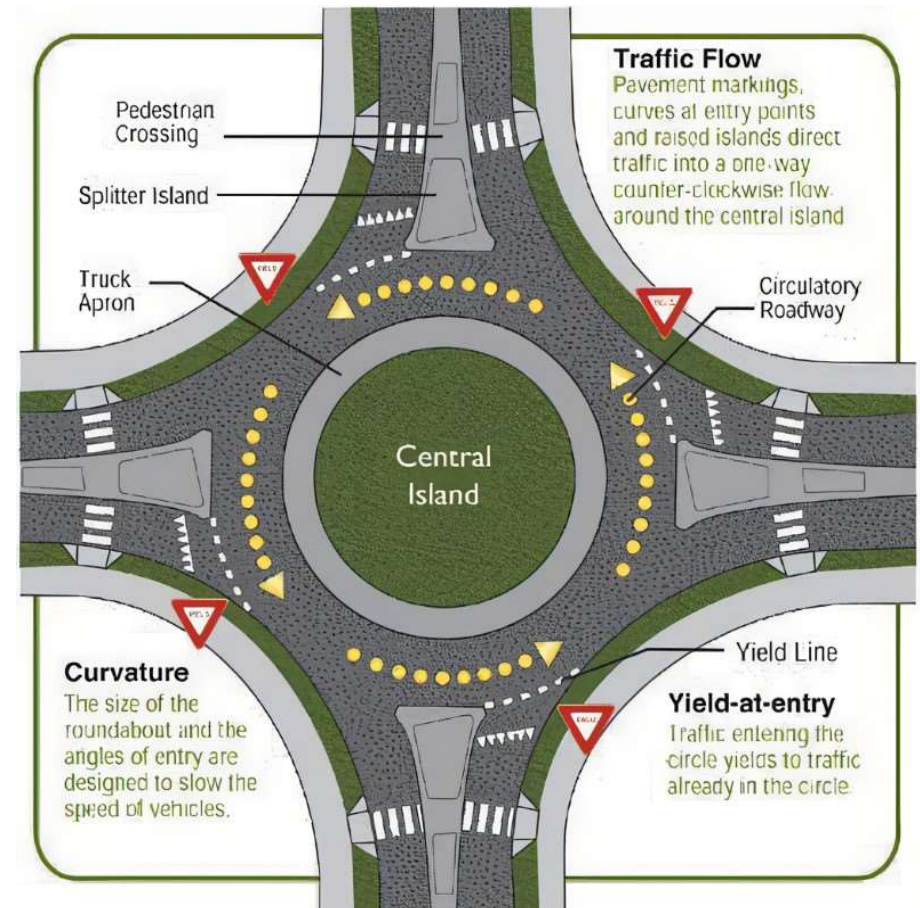 Pedestrian
Crossing
Splitter Island
Truck
Apron
Traffic Flow
Pavement markings,
curves at entry points
and raised islands direct
traffic into a one-way
counter-clockwise flow
around the central island
Circulatory
Roadway
YIELD
Central
Island
Curvature
The size of the
roundabout and the
angles of entry are
designed to slow the
speed of vehicles.
Yield Line
Yield-at-entry
Traffic entering the
circle yields to traffic
already in the circle